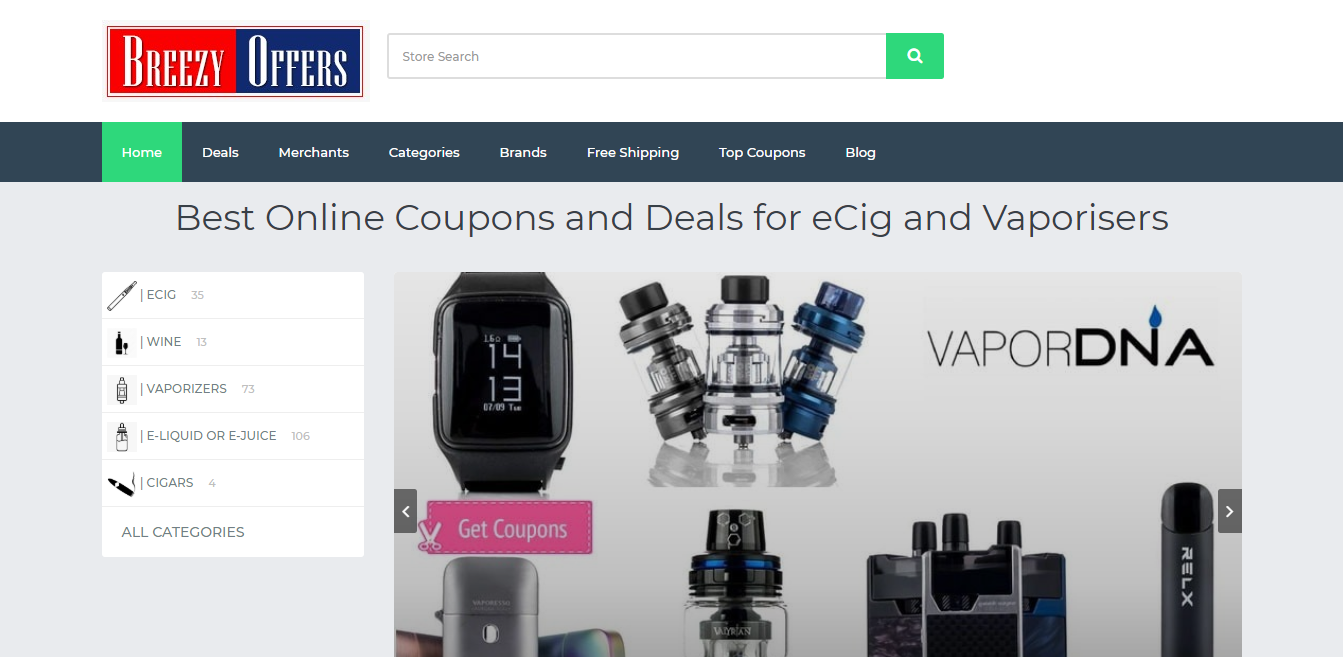 BREEZY OFFERS
Store Search
Home Deals Merchants Categories Brands Free Shipping Top Coupons Blog
Best Online Coupons and Deals for eCig and Vaporisers
| ECIG 35
| WINE 13
| VAPORIZERS 73
| E-LIQUID OR E-JUICE 106
| CIGARS 4
ALL CATEGORIES
1.6Ω
14
13
07/09 Tue
VAPORDNA
Get Coupons
VAPORESSO
VALYRIAN
RELX